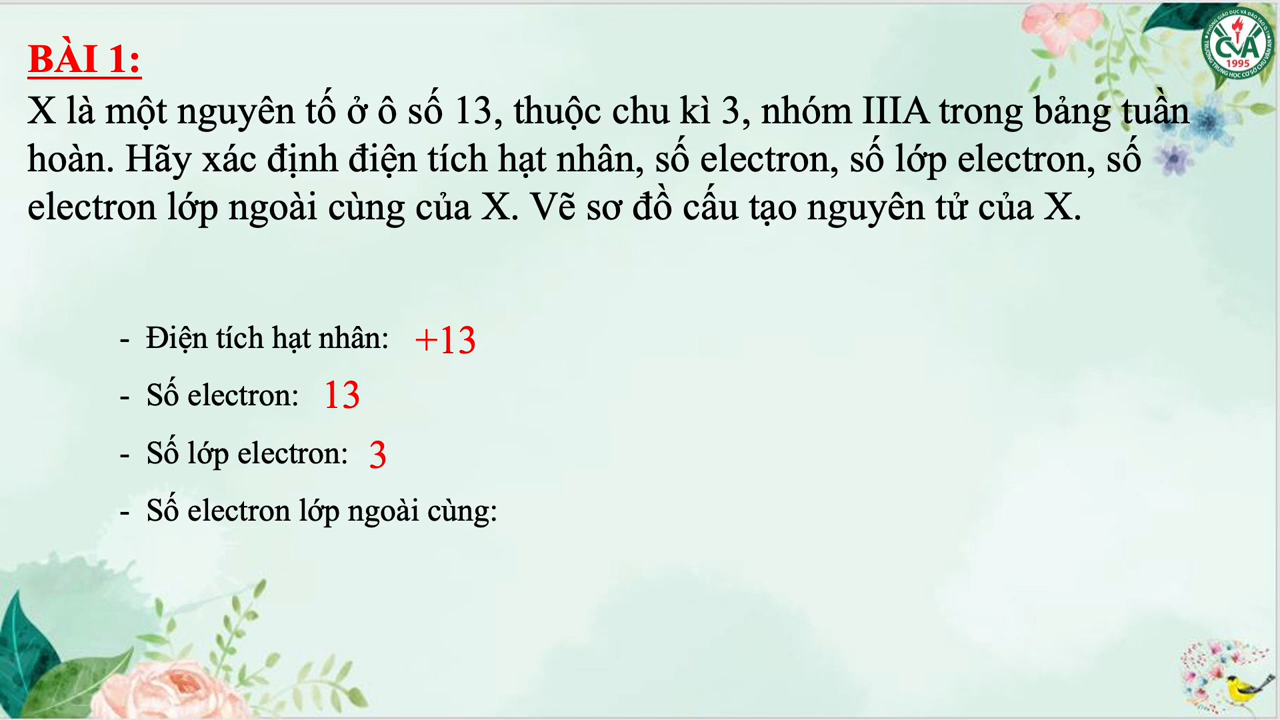 BÀI 1:
X là một nguyên tố ở ô số 13, thuộc chu kì 3, nhóm IIIA trong bảng tuần
hoàn. Hãy xác định điện tích hạt nhân, số electron, số lớp electron, số
electron lớp ngoài cùng của X. Vẽ sơ đồ cấu tạo nguyên tử của X.
- Điện tích hạt nhân: +13
- Số electron: 13
- Số lớp electron: 3
- Số electron lớp ngoài cùng:
CVA
1995